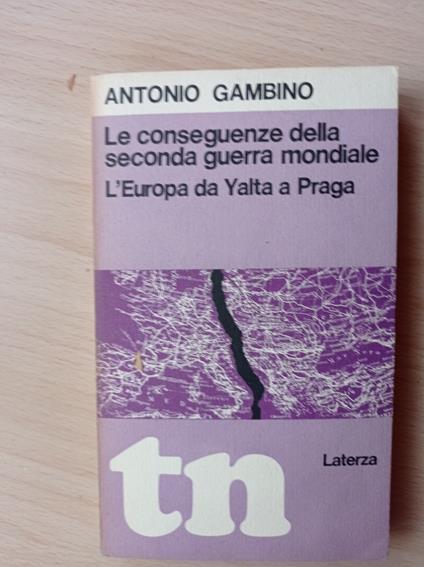 ANTONIO GAMBINO
Le conseguenze della
seconda guerra mondiale
L'Europa da Yalta a Praga
tn
Laterza